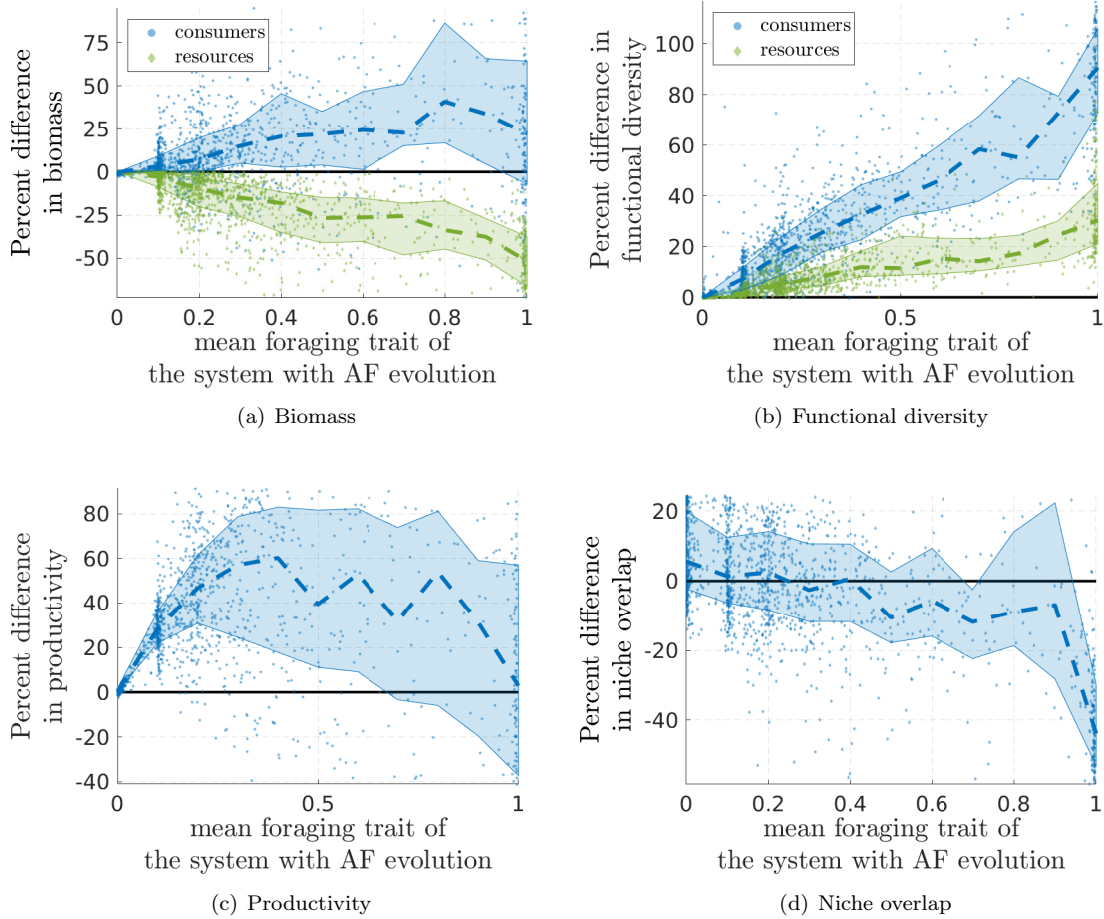 Percent difference
in biomass
75
50
25
0
-25
-50
consumers
resources
0
0.2
0.4
0.6
0.8
1
mean foraging trait of
the system with AF evolution
(a) Biomass
Percent difference in
functional diversity
100
80
60
40
20
0
consumers
resources
0
0.5
1
mean foraging trait of
the system with AF evolution
(b) Functional diversity
Percent difference
in productivity
80
60
40
20
0
-20
-40
0
0.5
1
mean foraging trait of
the system with AF evolution
(c) Productivity
Percent difference
in niche overlap
20
0
-20
-40
0
0.2
0.4
0.6
0.8
1
mean foraging trait of
the system with AF evolution
(d) Niche overlap